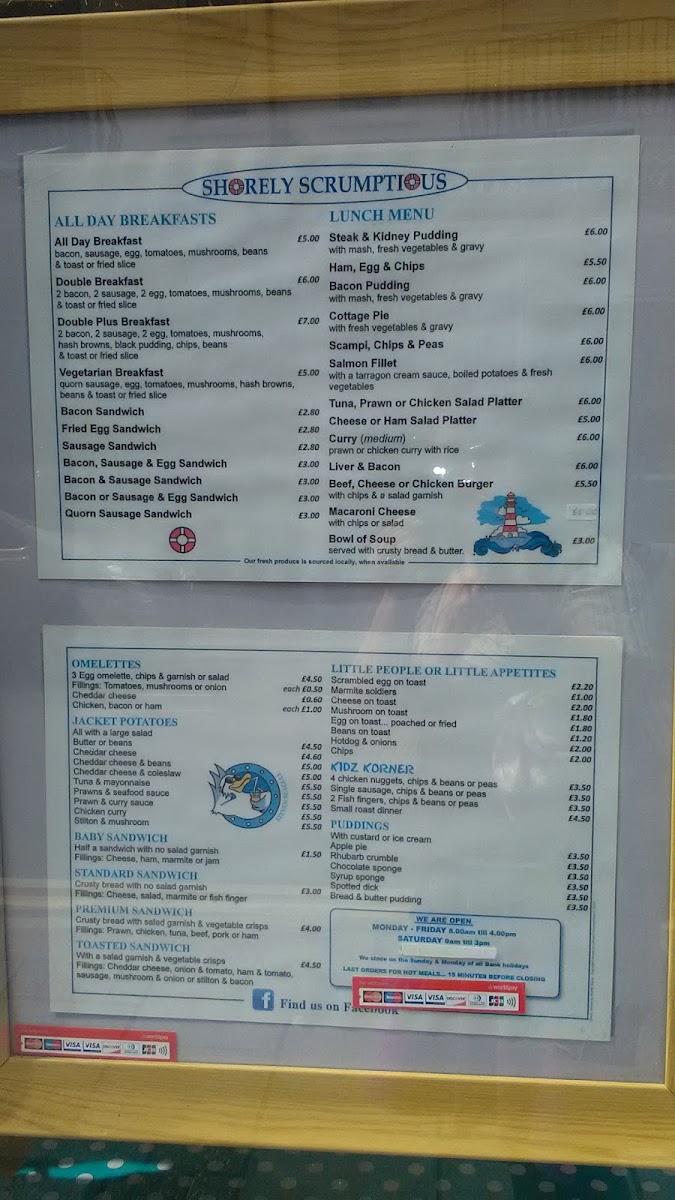 SHORELY SCRUMPTIOUS
ALL DAY BREAKFASTS
All Day Breakfast £5.00
bacon, sausage, egg, tomatoes, mushrooms, beans
& toast or fried slice
Double Breakfast £6.00
2 bacon, 2 sausage, 2 egg, tomatoes, mushrooms, beans
& toast or fried slice
Double Plus Breakfast £7.00
2 bacon, 2 sausage, 2 egg, tomatoes, mushrooms,
hash browns, black pudding, chips, beans
& toast or fried slice
Vegetarian Breakfast £5.00
quorn sausage, egg, tomatoes, mushrooms, hash browns,
beans & toast or fried slice
Bacon Sandwich £2.80
Fried Egg Sandwich £2.80
Sausage Sandwich £2.80
Bacon, Sausage & Egg Sandwich £3.00
Bacon & Sausage Sandwich £3.00
Bacon or Sausage & Egg Sandwich £3.00
Quorn Sausage Sandwich £3.00
LUNCH MENU
Steak & Kidney Pudding £6.00
with mash, fresh vegetables & gravy
Ham, Egg & Chips £5.50
Bacon Pudding £6.00
with mash, fresh vegetables & gravy
Cottage Pie £6.00
with fresh vegetables & gravy
Scampi, Chips & Peas £6.00
Salmon Fillet £6.00
with a tarragon cream sauce, boiled potatoes & fresh
vegetables
Tuna, Prawn or Chicken Salad Platter £6.00
Cheese or Ham Salad Platter £5.00
Curry (medium) £6.00
prawn or chicken curry with rice
Liver & Bacon £6.00
Beef, Cheese or Chicken Burger £5.50
with chips & a salad garnish
Macaroni Cheese
with chips or salad
Bowl of Soup £3.00
served with crusty bread & butter.
Our fresh produce is sourced locally, when available
OMELETTES
3 Egg omelette, chips & garnish or salad £4.50
Fillings: Tomatoes, mushrooms or onion each £0.50
Cheddar cheese £0.60
Chicken, bacon or ham each £1.00
JACKET POTATOES
All with a large salad
Butter or beans £4.50
Cheddar cheese £4.60
Cheddar cheese & beans £5.00
Cheddar cheese & coleslaw £5.00
Tuna & mayonnaise £5.50
Prawns & seafood sauce £5.50
Prawn & curry sauce £5.50
Chicken curry £5.50
Stilton & mushroom £5.50
BABY SANDWICH
Half a sandwich with no salad garnish
Fillings: Cheese, ham, marmite or jam £1.50
STANDARD SANDWICH
Crusty bread with no salad garnish
Fillings: Cheese, salad, marmite or fish finger £3.00
PREMIUM SANDWICH
Crusty bread with salad garnish & vegetable crisps
Fillings: Prawn, chicken, tuna, beef, pork or ham £4.00
TOASTED SANDWICH
With a salad garnish & vegetable crisps
Fillings: Cheddar cheese, onion & tomato, ham & tomato, £4.50
sausage, mushroom & onion or stilton & bacon
LITTLE PEOPLE OR LITTLE APPETITES
Scrambled egg on toast £2.20
Marmite soldiers £1.00
Cheese on toast £2.00
Mushroom on toast £1.80
Egg on toast... poached or fried £1.80
Beans on toast £1.20
Hotdog & onions £2.00
Chips £2.00
KIDZ KORNER
4 chicken nuggets, chips & beans or peas £3.50
Single sausage, chips & beans or peas £3.50
2 Fish fingers, chips & beans or peas £3.50
Small roast dinner £4.50
PUDDINGS
With custard or ice cream
Apple pie £3.50
Rhubarb crumble £3.50
Chocolate sponge £3.50
Syrup sponge £3.50
Spotted dick £3.50
Bread & butter pudding £3.50
WE ARE OPEN
MONDAY - FRIDAY 8.00am till 4.00pm
SATURDAY 9am till 3pm
We close on the Sunday & Monday of all Bank holidays
LAST ORDERS FOR HOT MEALS... 15 MINUTES BEFORE CLOSING
worldpay
VISA VISA DISCOVER JCB
f Find us on Facebook
worldpay
VISA VISA DISCOVER JCB